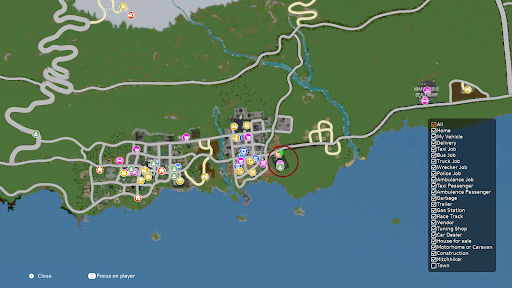 All
Home
My Vehicle
Delivery
Taxi Job
Bus Job
Truck Job
Wrecker Job
Police Job
Ambulance Job
Taxi Passenger
Ambulance Passenger
Garbage
Trailer
Gas Station
Race Track
Vendor
Tuning Shop
Car Dealer
House for sale
Motorhome or Caravan
Construction
Hitchhiker
Town
Close
Focus on player